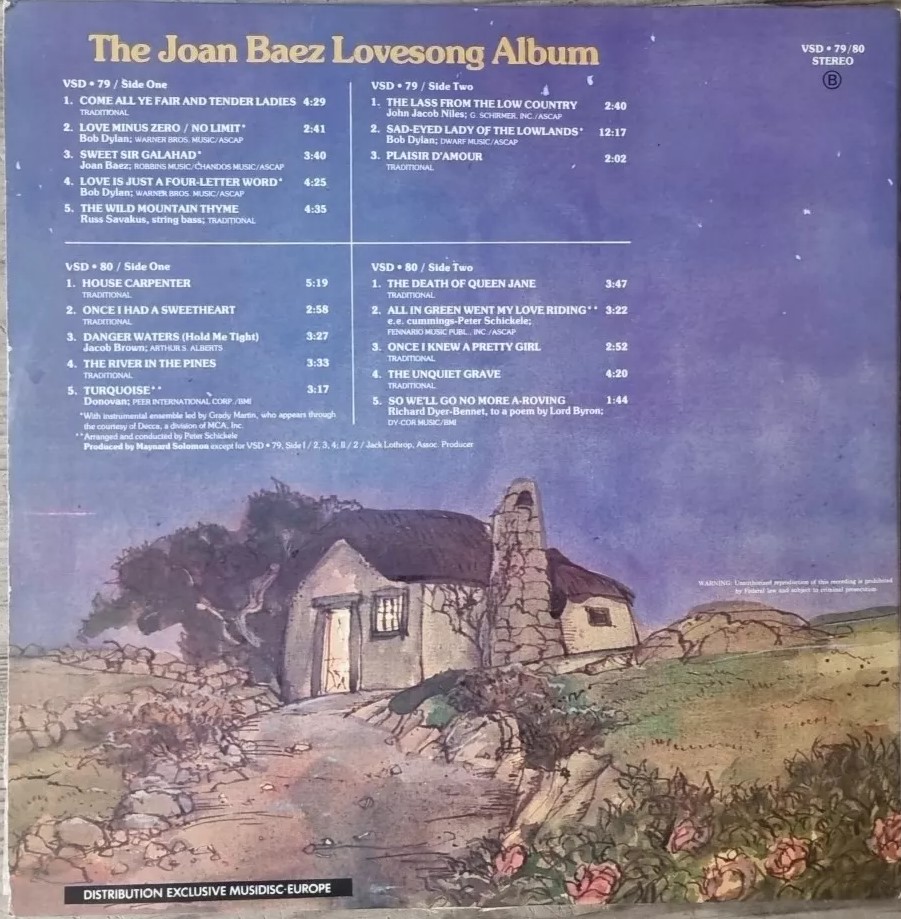 The Joan Baez Lovesong Album
VSD • 79/80
STEREO
B
VSD • 79 / Side One
1. COME ALL YE FAIR AND TENDER LADIES 4:29
TRADITIONAL
2. LOVE MINUS ZERO / NO LIMIT* 2:41
Bob Dylan; WARNER BROS. MUSIC/ASCAP
3. SWEET SIR GALAHAD* 3:40
Joan Baez; ROBBINS MUSIC/CHANDOS MUSIC/ASCAP
4. LOVE IS JUST A FOUR-LETTER WORD* 4:25
Bob Dylan; WARNER BROS. MUSIC/ASCAP
5. THE WILD MOUNTAIN THYME 4:35
Russ Savakus, string bass; TRADITIONAL
VSD • 79 / Side Two
1. THE LASS FROM THE LOW COUNTRY 2:40
John Jacob Niles; G. SCHIRMER, INC./ASCAP
2. SAD-EYED LADY OF THE LOWLANDS* 12:17
Bob Dylan; DWARF MUSIC/ASCAP
3. PLAISIR D'AMOUR 2:02
TRADITIONAL
VSD • 80 / Side One
1. HOUSE CARPENTER 5:19
TRADITIONAL
2. ONCE I HAD A SWEETHEART 2:58
TRADITIONAL
3. DANGER WATERS (Hold Me Tight) 3:27
Jacob Brown; ARTHUR S. ALBERTS
4. THE RIVER IN THE PINES 3:33
TRADITIONAL
5. TURQUOISE** 3:17
Donovan; PEER INTERNATIONAL CORP./BMI
*With instrumental ensemble led by Grady Martin, who appears through
the courtesy of Decca, a division of MCA, Inc.
**Arranged and conducted by Peter Schickele
Produced by Maynard Solomon except for VSD • 79, Side I / 2, 3, 4; II / 2 / Jack Lothrop, Assoc. Producer
VSD • 80 / Side Two
1. THE DEATH OF QUEEN JANE 3:47
TRADITIONAL
2. ALL IN GREEN WENT MY LOVE RIDING** 3:22
e.e. cummings-Peter Schickele;
FENNARIO MUSIC PUBL., INC./ASCAP
3. ONCE I KNEW A PRETTY GIRL 2:52
TRADITIONAL
4. THE UNQUIET GRAVE 4:20
TRADITIONAL
5. SO WE'LL GO NO MORE A-ROVING 1:44
Richard Dyer-Bennet, to a poem by Lord Byron;
DY-COR MUSIC/BMI
WARNING: Unauthorized reproduction of this recording is prohibited
by Federal law and subject to criminal prosecution
DISTRIBUTION EXCLUSIVE MUSIDISC-EUROPE